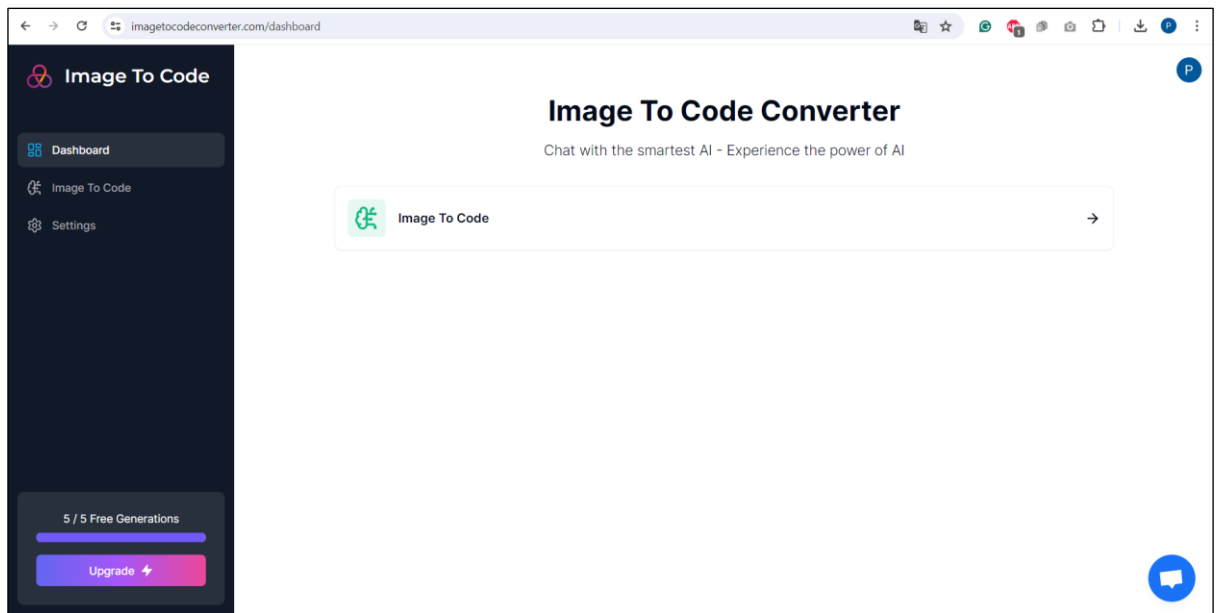 imagetocodeconverter.com/dashboard
1
P
Image To Code
P
Image To Code Converter
Chat with the smartest AI - Experience the power of AI
Dashboard
Image To Code
Settings
Image To Code
5 / 5 Free Generations
Upgrade